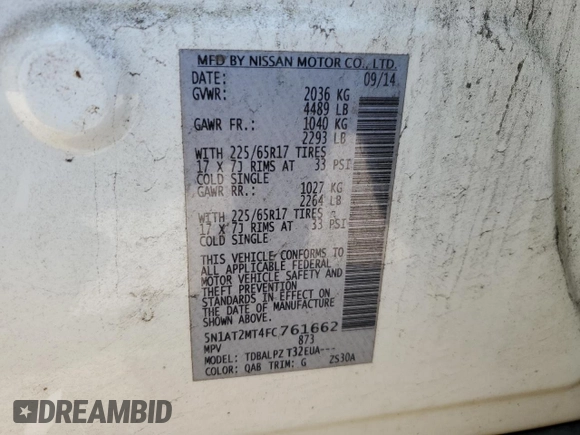 MFD BY NISSAN MOTOR CO., LTD.
DATE: 09/14
GVWR: 2036 KG
4489 LB
GAWR FR.: 1040 KG
2293 LB
WITH 225/65R17 TIRES
17 X 7J RIMS AT 33 PSI
COLD SINGLE
GAWR RR.: 1027 KG
2264 LB
WITH 225/65R17 TIRES
17 X 7J RIMS AT 33 PSI
COLD SINGLE
THIS VEHICLE CONFORMS TO
ALL APPLICABLE FEDERAL
MOTOR VEHICLE SAFETY AND
THEFT PREVENTION
STANDARDS IN EFFECT ON
THE DATE OF MANUFACTURE
SHOWN ABOVE.
5N1AT2MT4FC761662
MPV 873
MODEL: TDBALPZ T32EUA---
COLOR: QAB TRIM: G ZS30A
DREAMBID